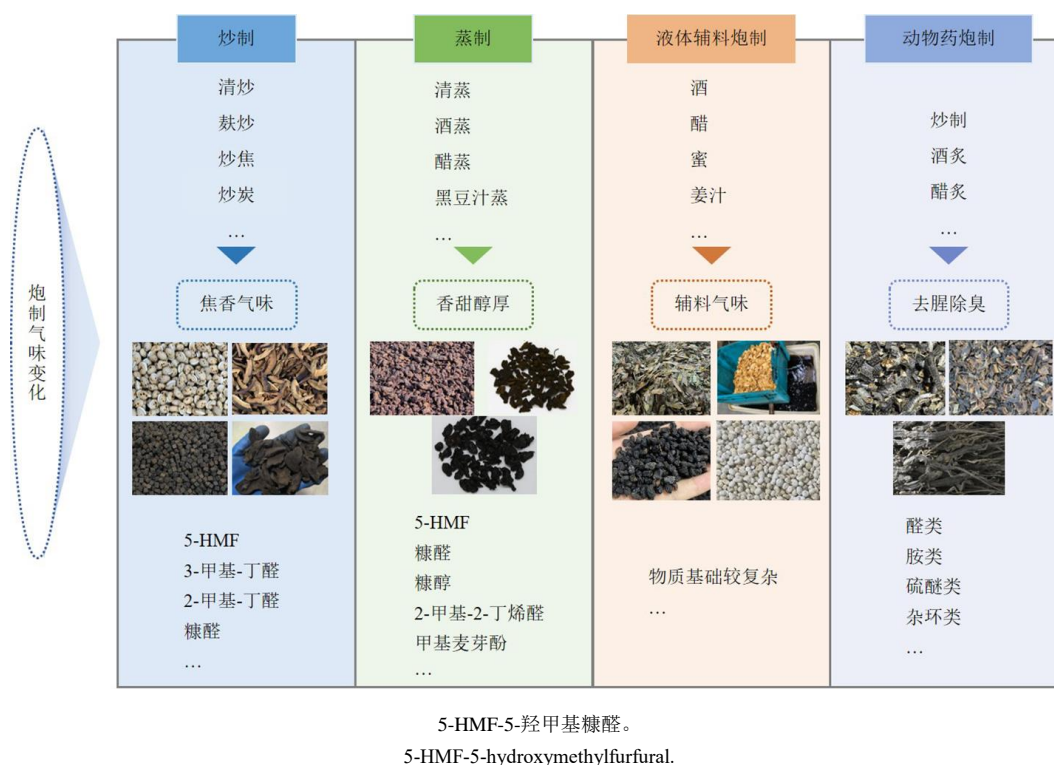 炮制气味变化
炒制
清炒
麸炒
炒焦
炒炭
…
焦香气味
5-HMF
3-甲基-丁醛
2-甲基-丁醛
糠醛
…
蒸制
清蒸
酒蒸
醋蒸
黑豆汁蒸
…
香甜醇厚
5-HMF
糠醛
糠醇
2-甲基-2-丁烯醛
甲基麦芽酚
…
液体辅料炮制
酒
醋
蜜
姜汁
…
辅料气味
物质基础较复杂
…
动物药炮制
炒制
酒炙
醋炙
…
去腥除臭
醛类
胺类
硫醚类
杂环类
…
5-HMF-5-羟甲基糠醛。
5-HMF-5-hydroxymethylfurfural.